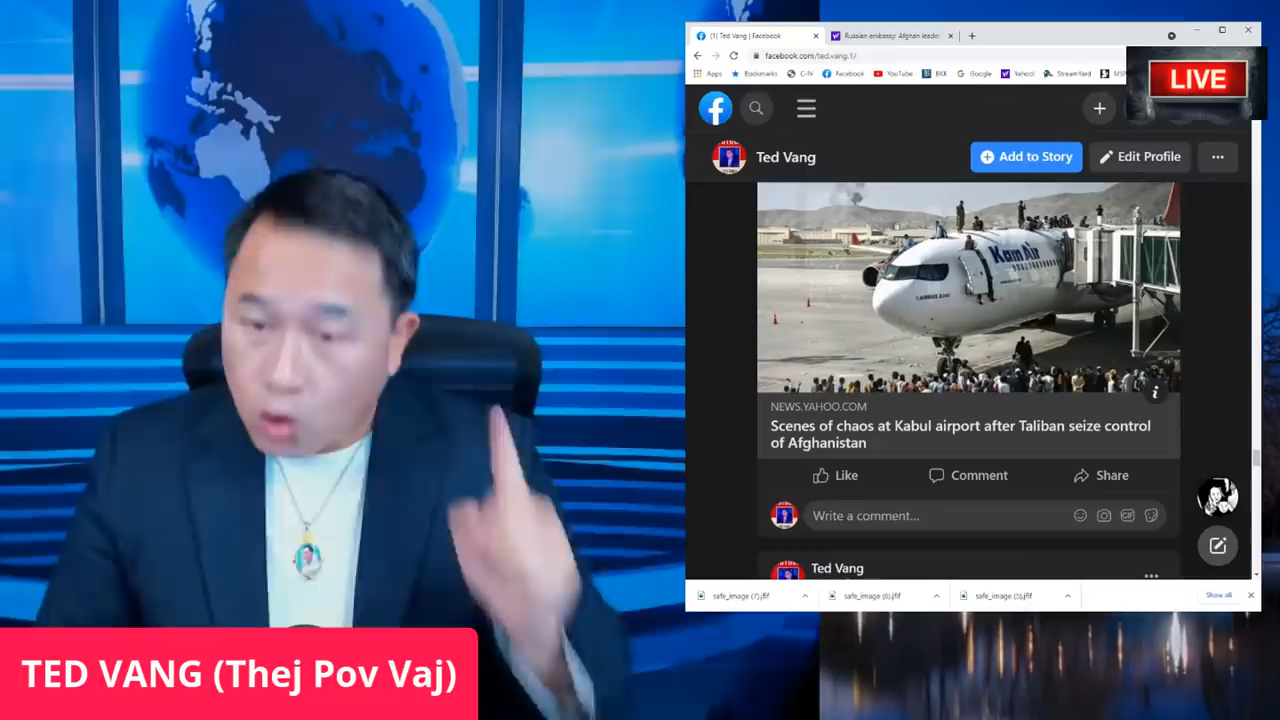 (1) Ted Vang | Facebook
Russian embassy: Afghan leade
facebook.com/ted.vang.1/
Apps
Bookmarks
C-IV
Facebook
YouTube
BKK
Google
Yahoo!
StreamYard
LIVE
Ted Vang
Add to Story
Edit Profile
Kam Air
NEWS.YAHOO.COM
Scenes of chaos at Kabul airport after Taliban seize control
of Afghanistan
Like
Comment
Share
Write a comment...
GIF
Ted Vang
safe_image (7).jfif
safe_image (6).jfif
safe_image (5).jfif
Show all
TED VANG (Thej Pov Vaj)